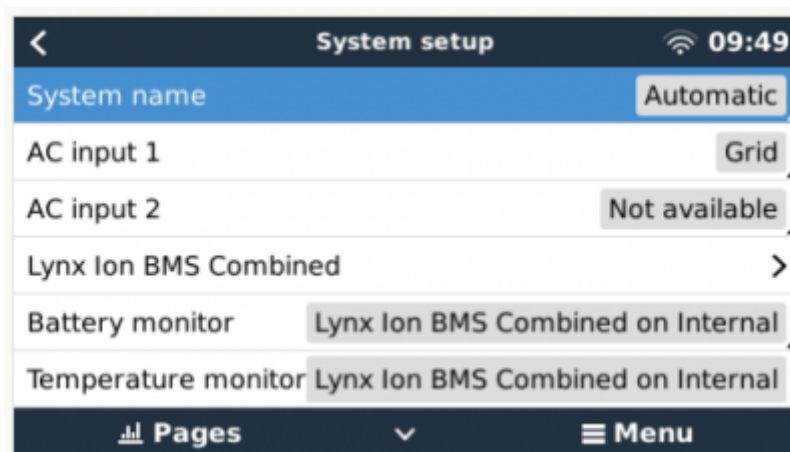 System setup 09:49
System name Automatic
AC input 1 Grid
AC input 2 Not available
Lynx Ion BMS Combined
Battery monitor Lynx Ion BMS Combined on Internal
Temperature monitor Lynx Ion BMS Combined on Internal
Pages Menu